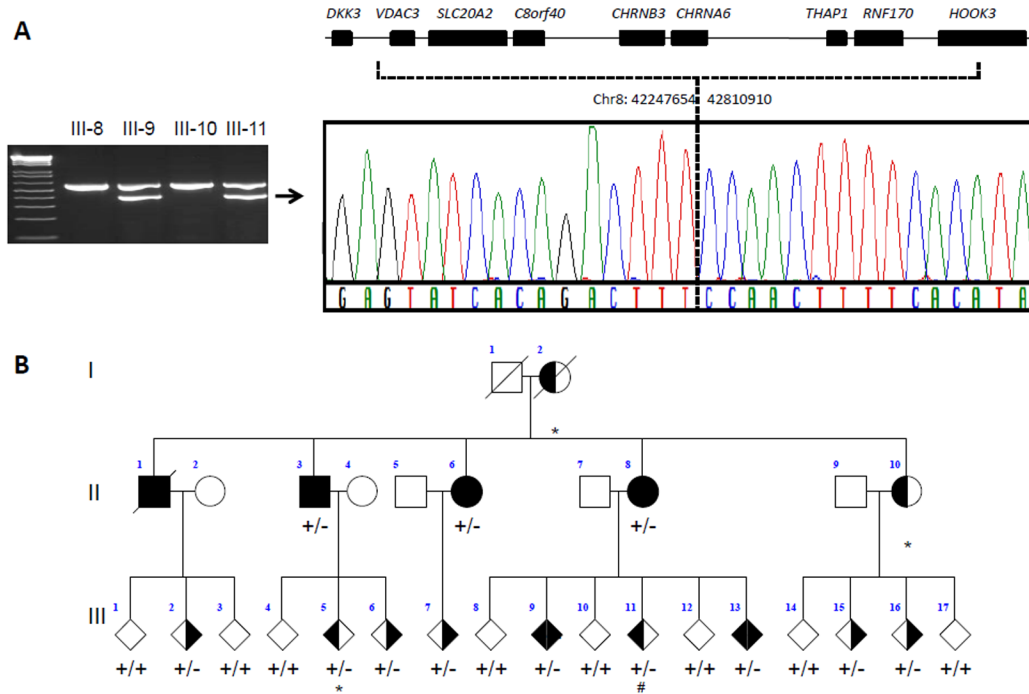 A
DKK3 VDAC3 SLC20A2 C8orf40 CHRNB3 CHRNA6 THAP1 RNF170 HOOK3
Chr8: 42247654 42810910
III-8 III-9 III-10 III-11
G A G T A T C A C A G A C T T T C C A A C T T T T C A C A T A
B
I
1 2
*
II
1 2 3 4 5 6 7 8 9 10
+/- +/- +/-
*
III
1 2 3 4 5 6 7 8 9 10 11 12 13 14 15 16 17
+/+ +/- +/+ +/+ +/- +/- +/- +/+ +/- +/+ +/- +/+ +/- +/+ +/- +/- +/+
* #